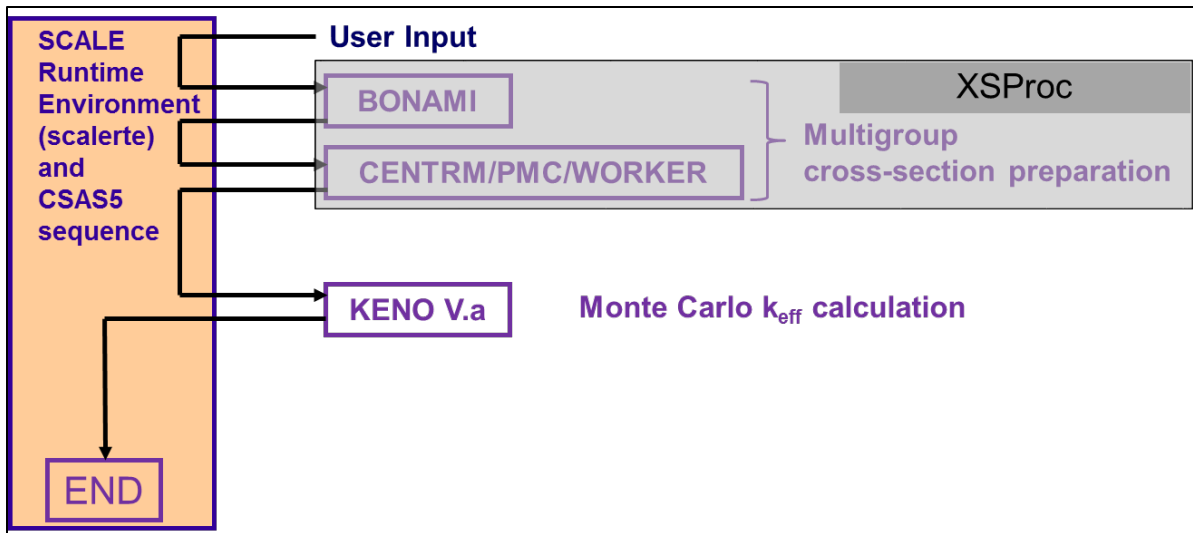 SCALE
Runtime
Environment
(scalerte)
and
CSAS5
sequence
User Input
XSProc
BONAMI
CENTRM/PMC/WORKER
Multigroup
cross-section preparation
KENO V.a
Monte Carlo keff calculation
END